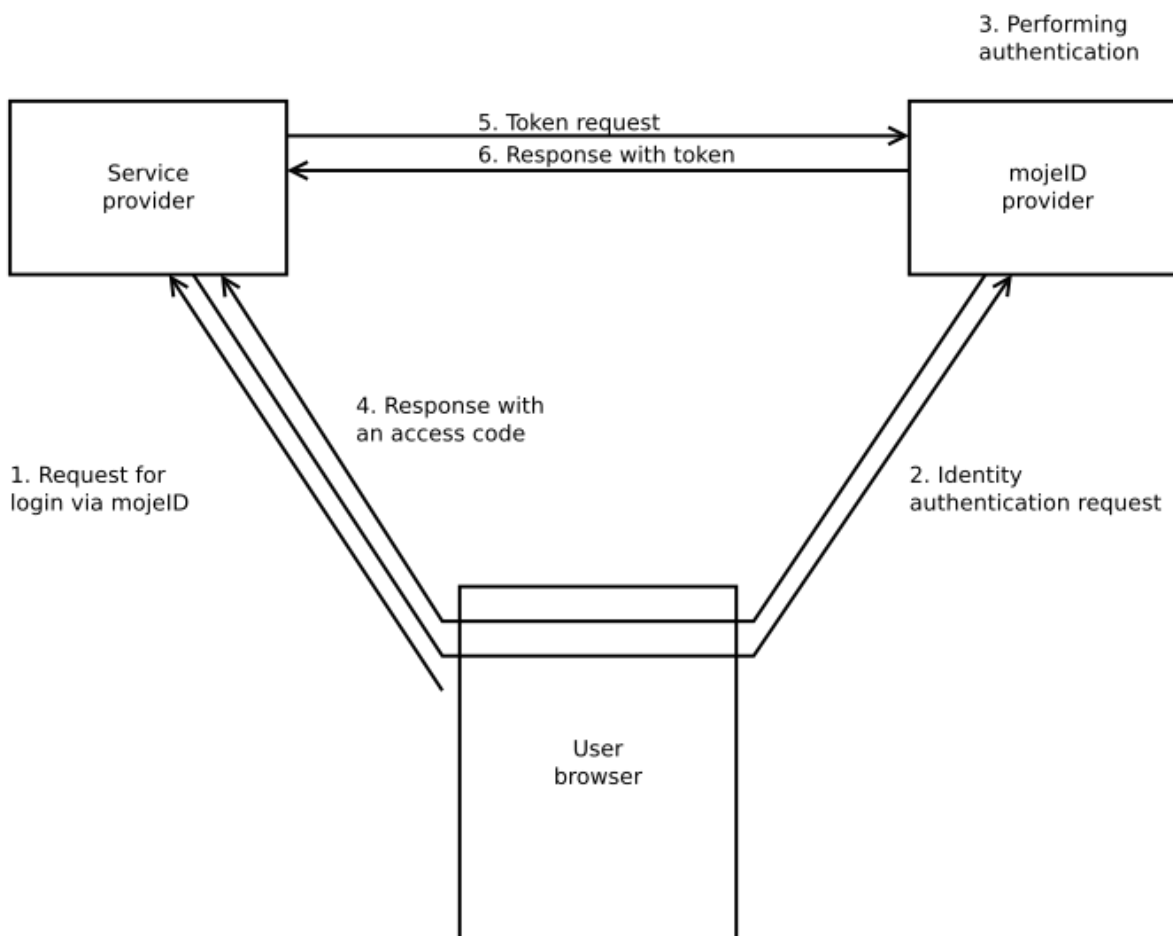 3. Performing
authentication
5. Token request
6. Response with token
Service
provider
mojeID
provider
4. Response with
an access code
1. Request for
login via mojeID
2. Identity
authentication request
User
browser